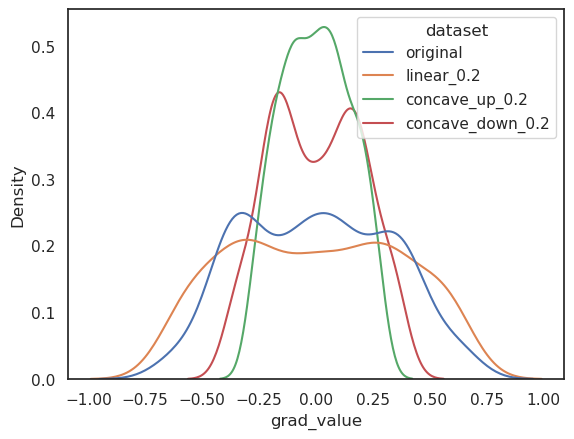 dataset
original
linear_0.2
concave_up_0.2
concave_down_0.2
Density
0.5
0.4
0.3
0.2
0.1
0.0
−1.00 −0.75 −0.50 −0.25 0.00 0.25 0.50 0.75 1.00
grad_value